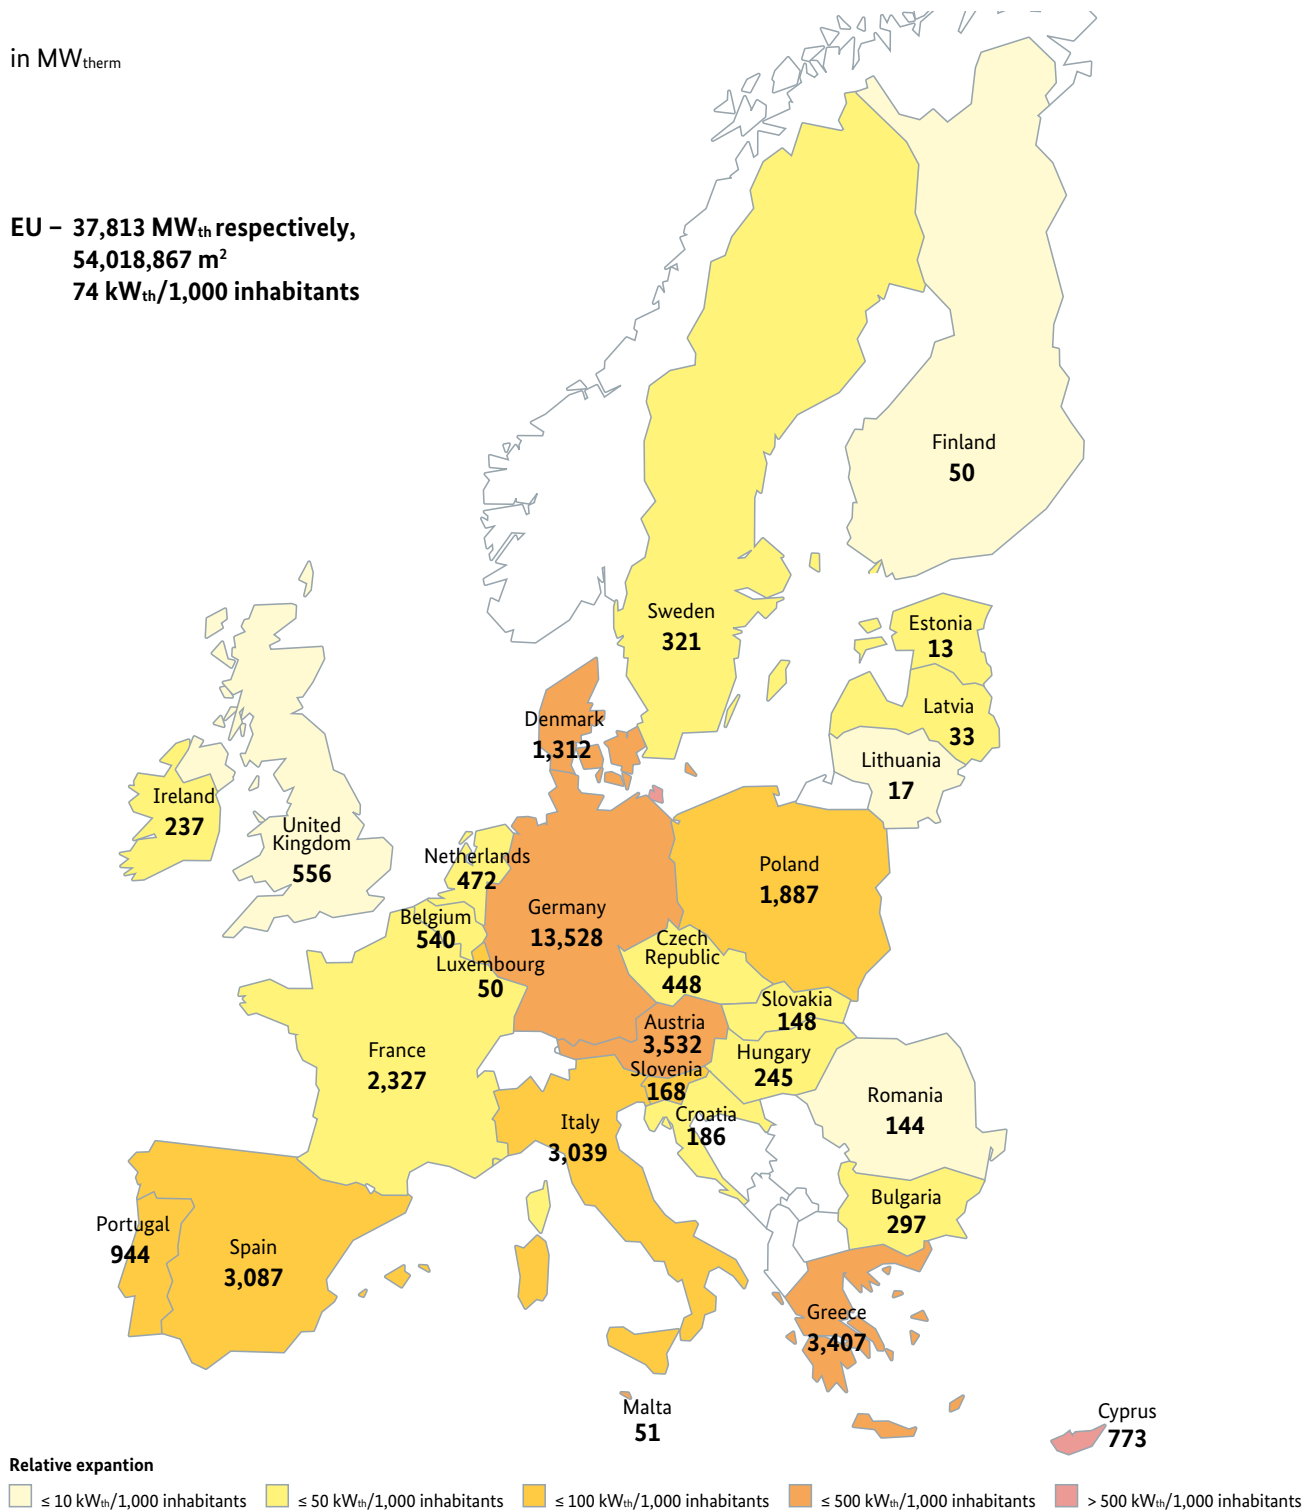 in MWtherm
EU – 37,813 MWth respectively,
54,018,867 m²
74 kWth/1,000 inhabitants
Finland
50
Sweden
321
Estonia
13
Latvia
33
Lithuania
17
Denmark
1,312
Ireland
237
United
Kingdom
556
Netherlands
472
Poland
1,887
Germany
13,528
Belgium
540
Luxembourg
50
Czech
Republic
448
Slovakia
148
Austria
3,532
Hungary
245
France
2,327
Slovenia
168
Romania
144
Croatia
186
Italy
3,039
Bulgaria
297
Portugal
944
Spain
3,087
Greece
3,407
Malta
51
Cyprus
773
Relative expantion
≤ 10 kWth/1,000 inhabitants
≤ 50 kWth/1,000 inhabitants
≤ 100 kWth/1,000 inhabitants
≤ 500 kWth/1,000 inhabitants
> 500 kWth/1,000 inhabitants